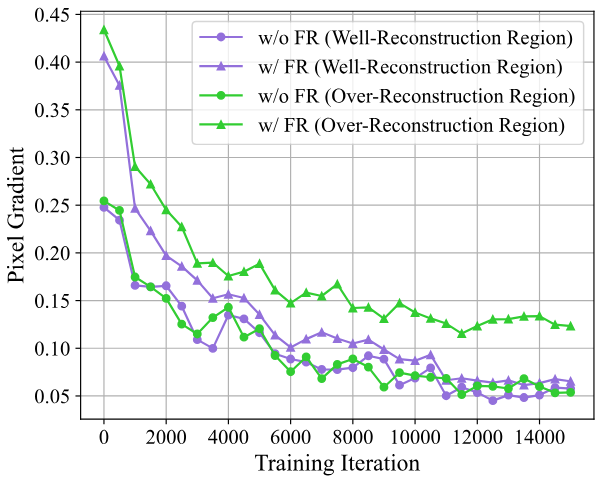 w/o FR (Well-Reconstruction Region)
w/ FR (Well-Reconstruction Region)
w/o FR (Over-Reconstruction Region)
w/ FR (Over-Reconstruction Region)
Pixel Gradient
0.45
0.40
0.35
0.30
0.25
0.20
0.15
0.10
0.05
0 2000 4000 6000 8000 10000 12000 14000
Training Iteration